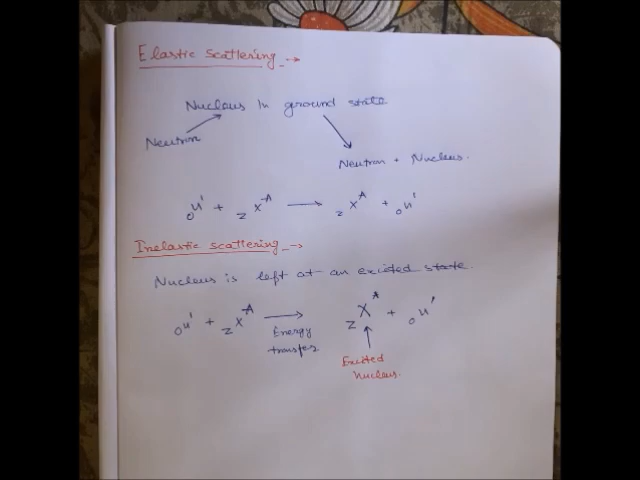 Elastic scattering →
Nucleus in ground state
Neutron
Neutron + Nucleus.
₀n¹ + zXᴬ → zXᴬ + ₀n¹
Inelastic scattering →
Nucleus is left at an excited state.
₀n¹ + zXᴬ → zXᴬ + ₀n¹
Energy
transfer
Excited
Nucleus.